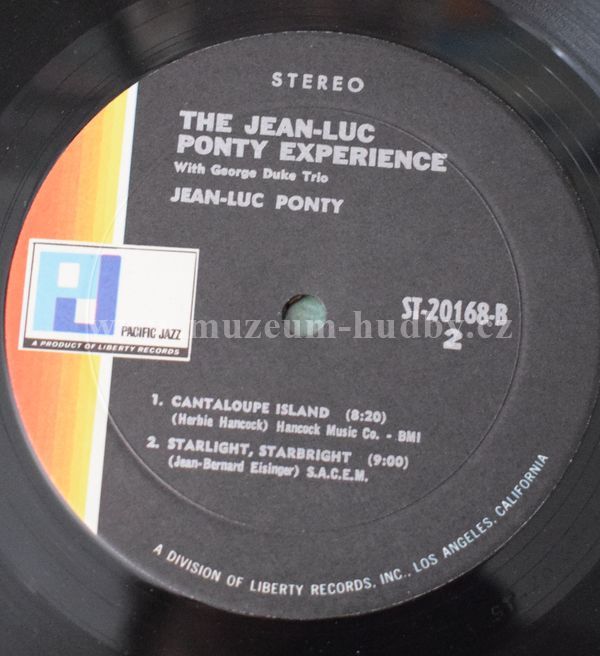 STEREO
THE JEAN-LUC
PONTY EXPERIENCE
With George Duke Trio
JEAN-LUC PONTY
PJ
PACIFIC JAZZ
A PRODUCT OF LIBERTY RECORDS
ST-20168-B
2
www.muzeum-hudby.cz
1. CANTALOUPE ISLAND (8:20)
(Herbie Hancock) Hancock Music Co. - BMI
2. STARLIGHT, STARBRIGHT (9:00)
(Jean-Bernard Eisinger) S.A.C.E.M.
A DIVISION OF LIBERTY RECORDS, INC., LOS ANGELES, CALIFORNIA